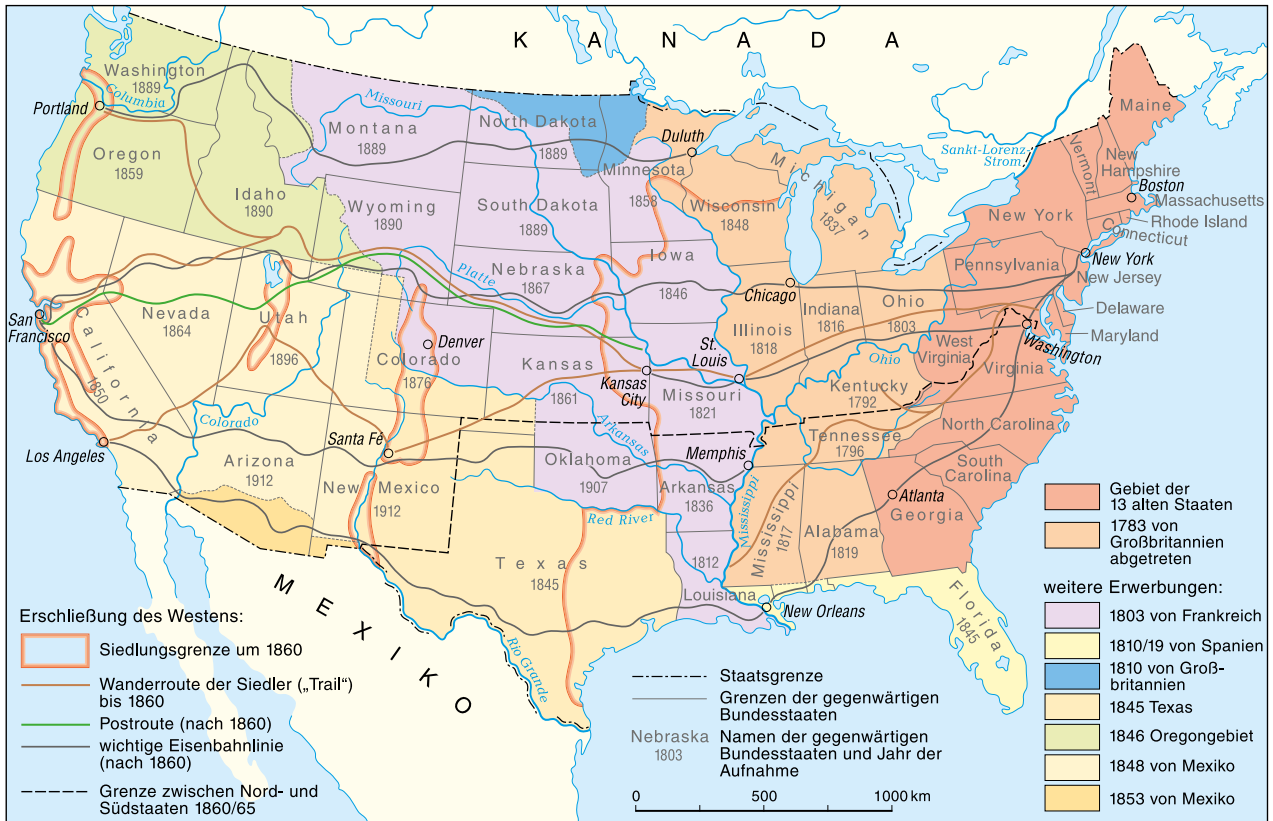 K A N A D A
Washington
1889
Columbia
Portland
Oregon
1859
Idaho
1890
Montana
1889
Missouri
North Dakota
1889
Duluth
Minnesota
1858
Wyoming
1890
South Dakota
1889
Wisconsin
1848
Michigan
1837
Sankt-Lorenz-
Strom
Maine
Vermont
New
Hampshire
Boston
Massachusetts
Rhode Island
Connecticut
New York
New York
Pennsylvania
New Jersey
Delaware
Maryland
Washington
Nebraska
1867
Platte
Iowa
1846
Chicago
Illinois
1818
Indiana
1816
Ohio
1803
Ohio
West
Virginia
Virginia
San
Francisco
California
1850
Nevada
1864
Utah
1896
Colorado
1876
Denver
Kansas
1861
Kansas
City
St.
Louis
Missouri
1821
Kentucky
1792
Tennessee
1796
North Carolina
South
Carolina
Los Angeles
Colorado
Arizona
1912
Santa Fé
New Mexico
1912
Oklahoma
1907
Arkansas
Memphis
Arkansas
1836
Red River
Mississippi
Mississippi
1817
Alabama
1819
Atlanta
Georgia
Texas
1845
1812
Louisiana
New Orleans
Florida
1845
Rio Grande
MEXIKO
Erschließung des Westens:
Siedlungsgrenze um 1860
Wanderroute der Siedler („Trail“)
bis 1860
Postroute (nach 1860)
wichtige Eisenbahnlinie
(nach 1860)
Grenze zwischen Nord- und
Südstaaten 1860/65
Staatsgrenze
Grenzen der gegenwärtigen
Bundesstaaten
Nebraska
1803
Namen der gegenwärtigen
Bundesstaaten und Jahr der
Aufnahme
0 500 1000 km
Gebiet der
13 alten Staaten
1783 von
Großbritannien
abgetreten
weitere Erwerbungen:
1803 von Frankreich
1810/19 von Spanien
1810 von Groß-
britannien
1845 Texas
1846 Oregongebiet
1848 von Mexiko
1853 von Mexiko